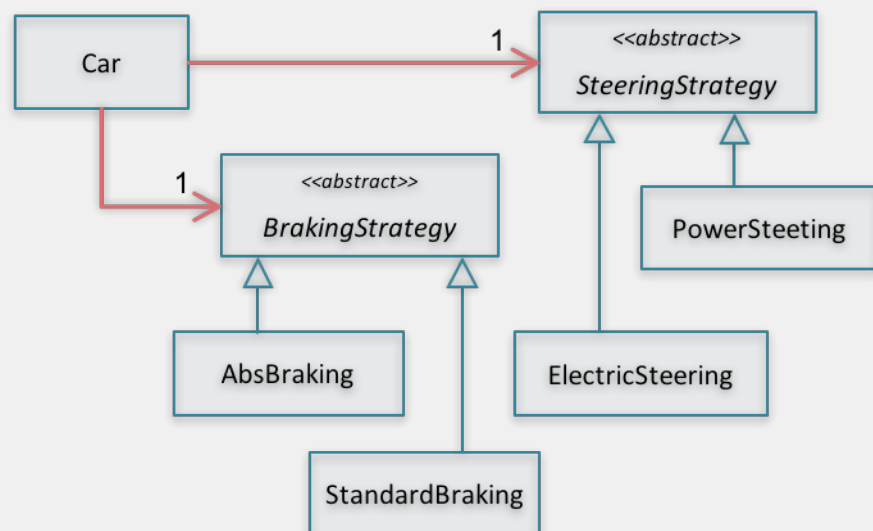 Car
1
<<abstract>>
SteeringStrategy
1
<<abstract>>
BrakingStrategy
PowerSteeting
AbsBraking
ElectricSteering
StandardBraking